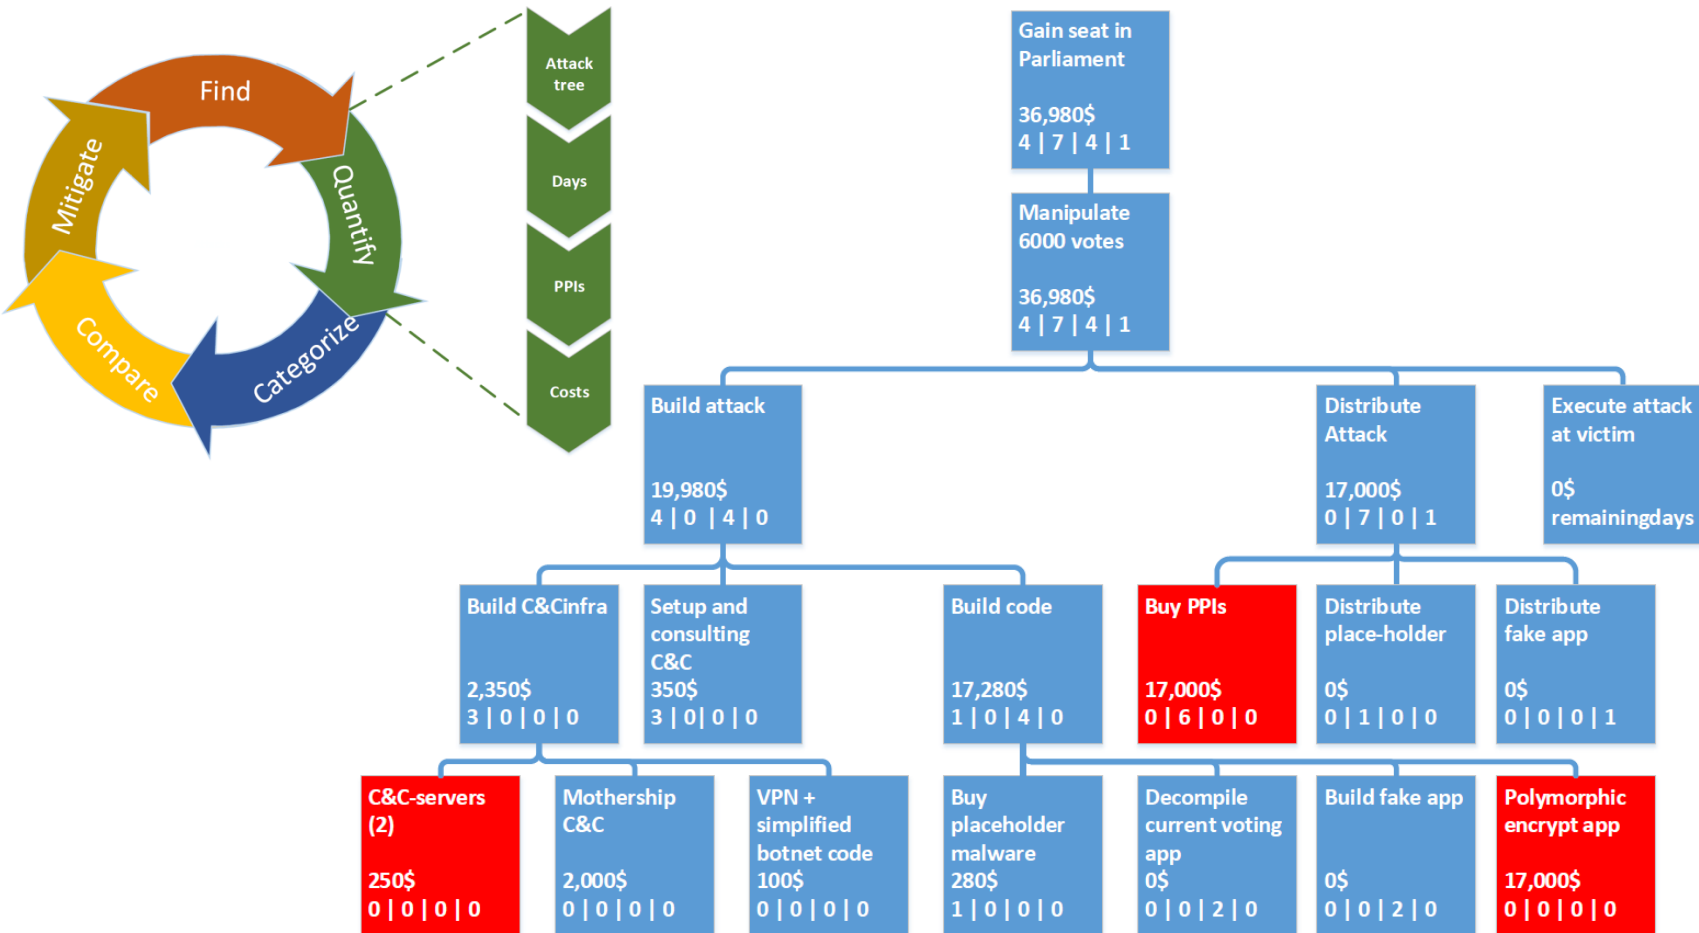 Find
Quantify
Categorize
Compare
Mitigate
Attack
tree
Days
PPIs
Costs
Gain seat in
Parliament
36,980$
4 | 7 | 4 | 1
Manipulate
6000 votes
36,980$
4 | 7 | 4 | 1
Build attack
19,980$
4 | 0 | 4 | 0
Distribute
Attack
17,000$
0 | 7 | 0 | 1
Execute attack
at victim
0$
remainingdays
Build C&Cinfra
2,350$
3 | 0 | 0 | 0
Setup and
consulting
C&C
350$
3 | 0| 0 | 0
Build code
17,280$
1 | 0 | 4 | 0
Buy PPIs
17,000$
0 | 6 | 0 | 0
Distribute
place-holder
0$
0 | 1 | 0 | 0
Distribute
fake app
0$
0 | 0 | 0 | 1
C&C-servers
(2)
250$
0 | 0 | 0 | 0
Mothership
C&C
2,000$
0 | 0 | 0 | 0
VPN +
simplified
botnet code
100$
0 | 0 | 0 | 0
Buy
placeholder
malware
280$
1 | 0 | 0 | 0
Decompile
current voting
app
0$
0 | 0 | 2 | 0
Build fake app
0$
0 | 0 | 2 | 0
Polymorphic
encrypt app
17,000$
0 | 0 | 0 | 0